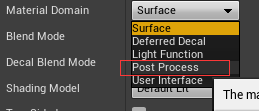 Material Domain Surface
Surface
Blend Mode Deferred Decal
Light Function
Decal Blend Mode Post Process
User Interface
Shading Model Default Lit
The ma